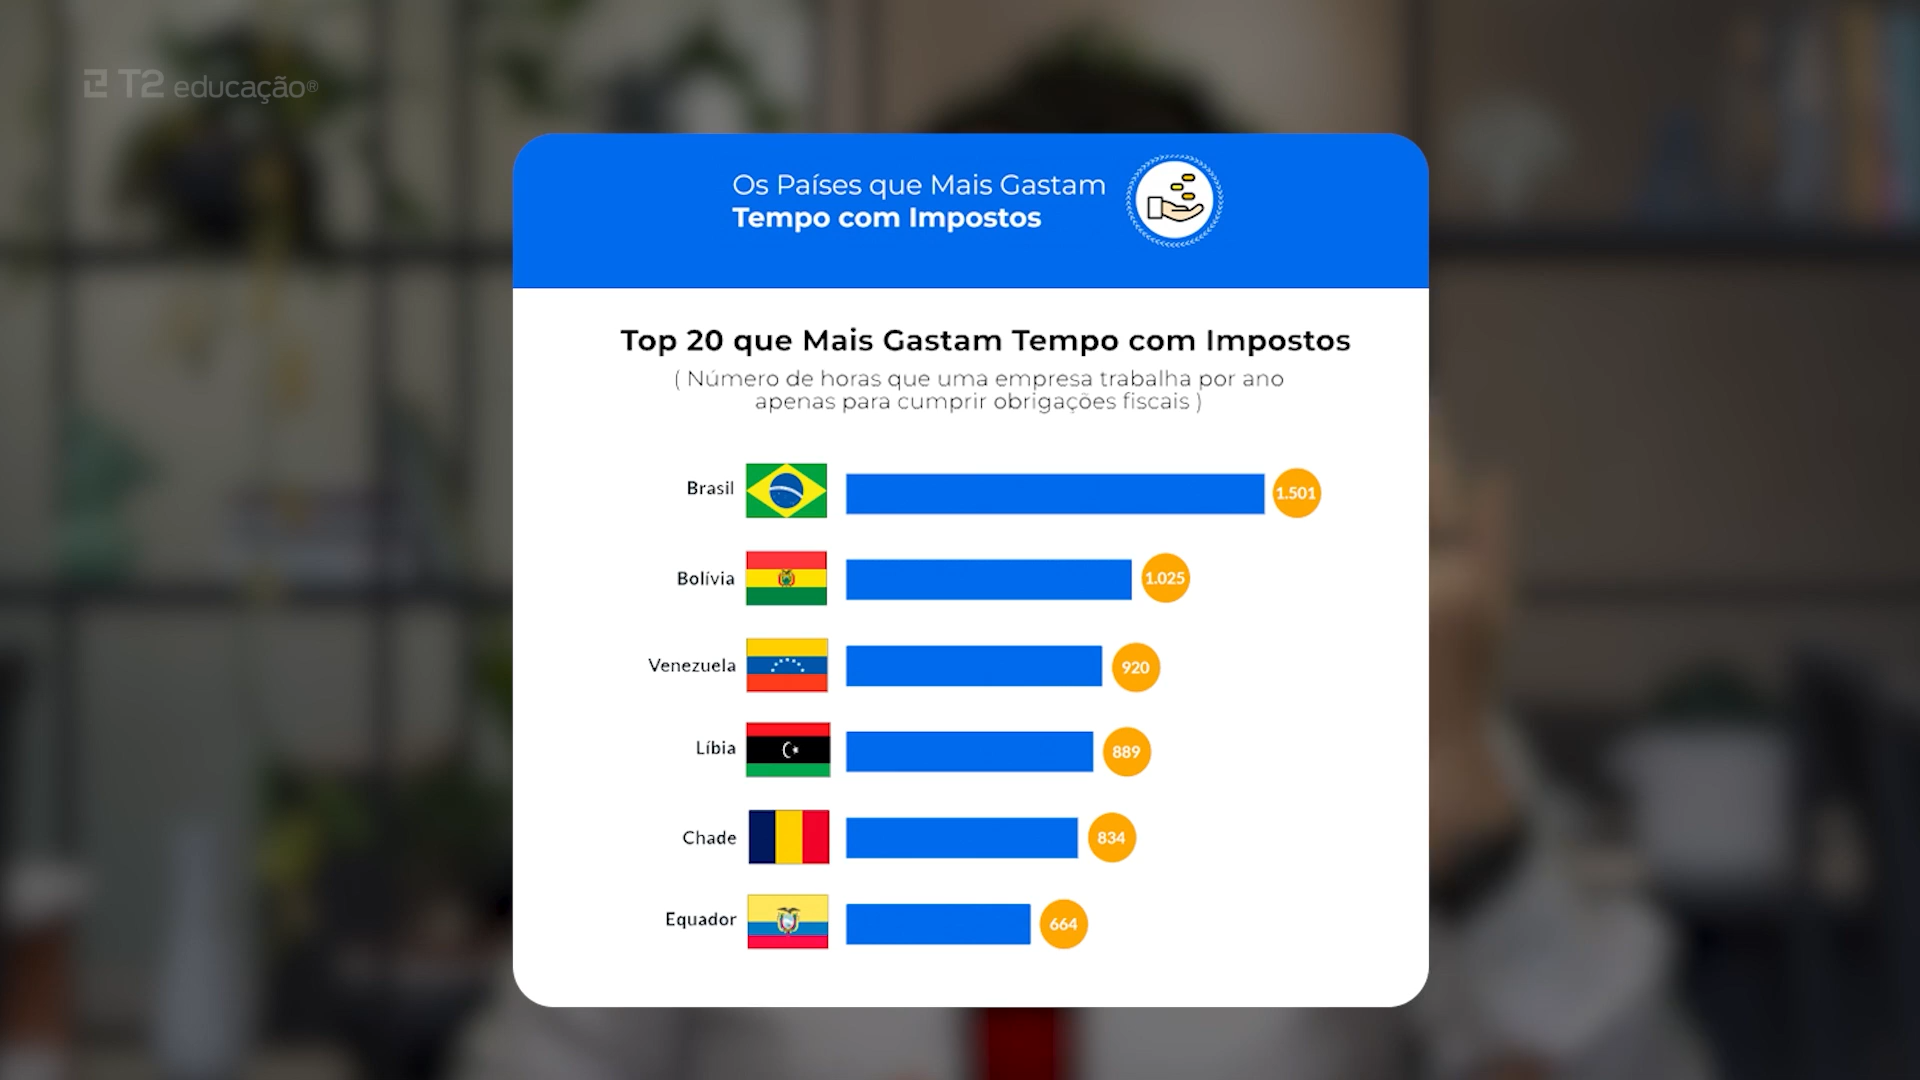 T2 educação®
Os Países que Mais Gastam
Tempo com Impostos
Top 20 que Mais Gastam Tempo com Impostos
( Número de horas que uma empresa trabalha por ano
apenas para cumprir obrigações fiscais )
Brasil 1.501
Bolívia 1.025
Venezuela 920
Líbia 889
Chade 834
Equador 664